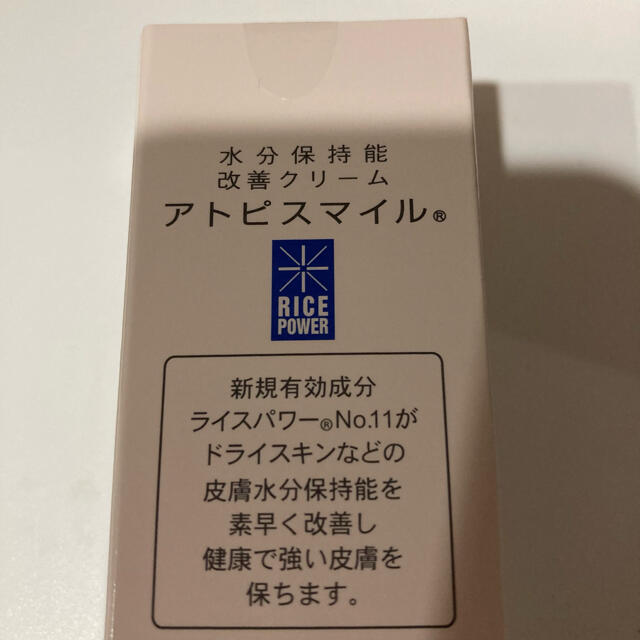 水分保持能
改善クリーム
アトピスマイル®
RICE
POWER
新規有効成分
ライスパワー®No.11が
ドライスキンなどの
皮膚水分保持能を
素早く改善し
健康で強い皮膚を
保ちます。